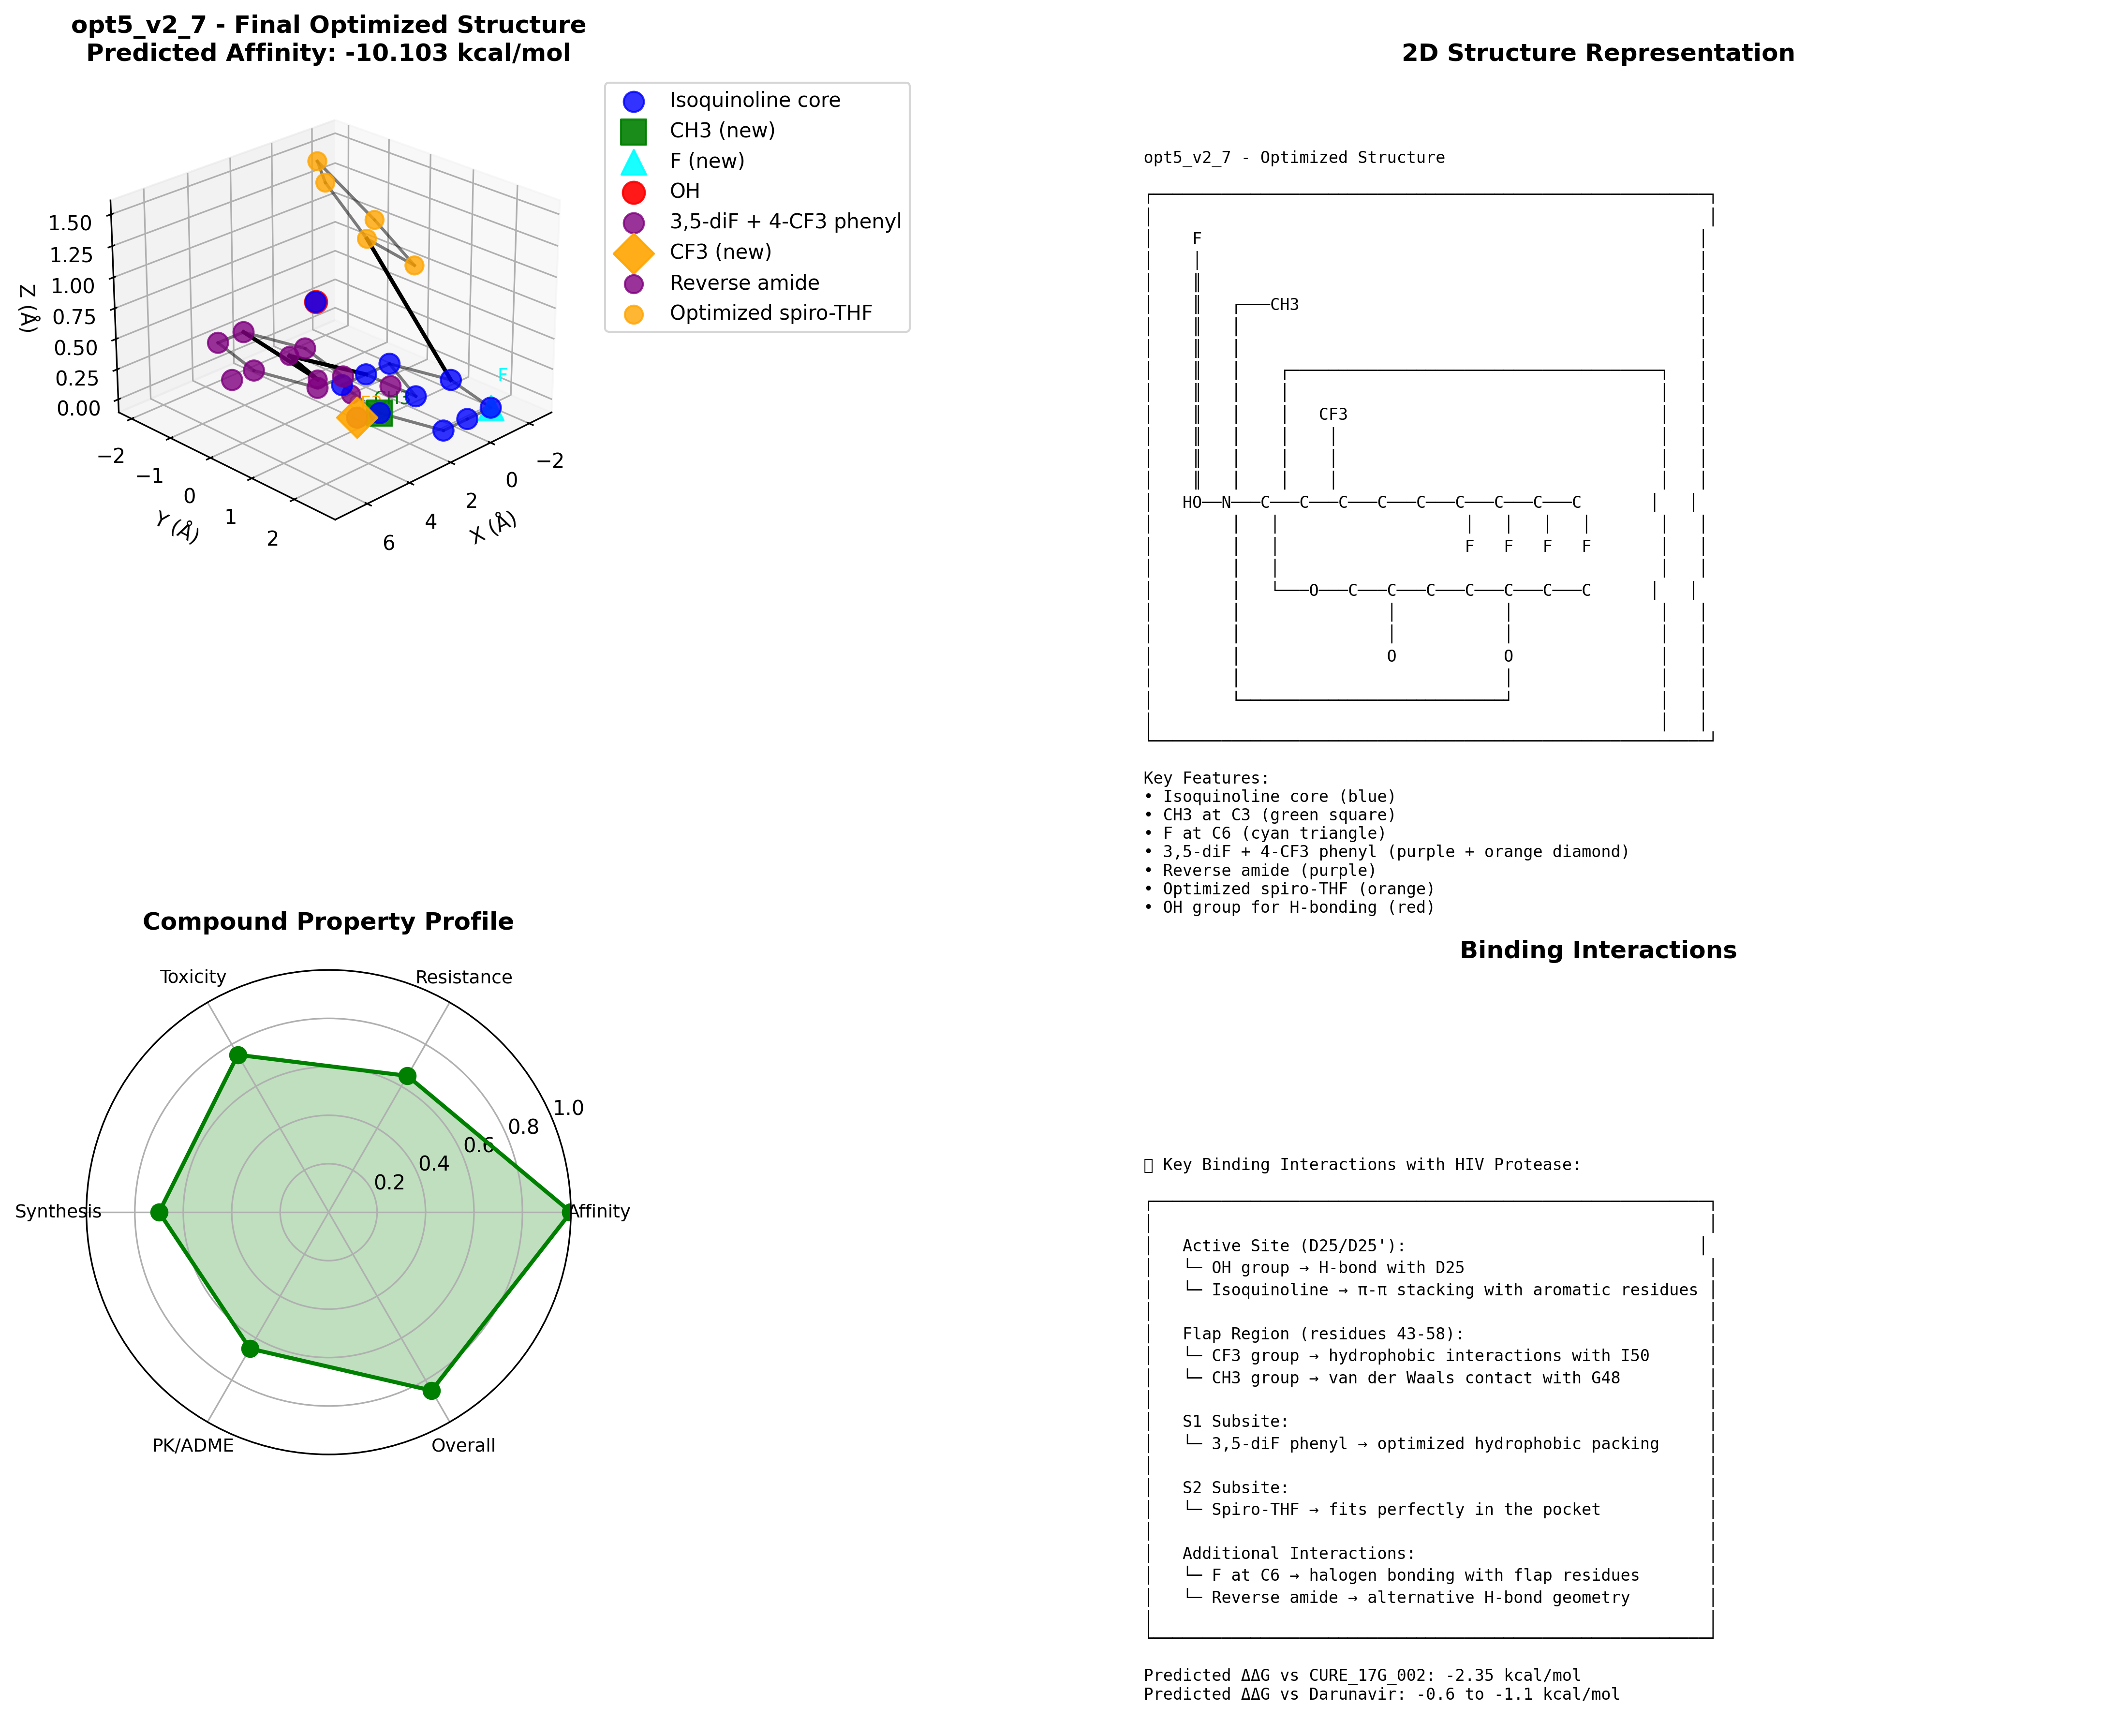 opt5_v2_7 - Final Optimized Structure
Predicted Affinity: -10.103 kcal/mol
Isoquinoline core
CH3 (new)
F (new)
OH
3,5-diF + 4-CF3 phenyl
CF3 (new)
Reverse amide
Optimized spiro-THF
1.50
1.25
1.00
0.75
0.50
0.25
0.00
Z (Å)
−2
−1
0
1
2
Y (Å)
6
4
2
0
−2
X (Å)
F
2D Structure Representation
opt5_v2_7 - Optimized Structure
F
CH3
CF3
HO N C C C C C C C C C
F F F F
O C C C C C C C
O O
Key Features:
• Isoquinoline core (blue)
• CH3 at C3 (green square)
• F at C6 (cyan triangle)
• 3,5-diF + 4-CF3 phenyl (purple + orange diamond)
• Reverse amide (purple)
• Optimized spiro-THF (orange)
• OH group for H-bonding (red)
Compound Property Profile
Toxicity
Resistance
Synthesis
Affinity
PK/ADME
Overall
0.2
0.4
0.6
0.8
1.0
Binding Interactions
Key Binding Interactions with HIV Protease:
Active Site (D25/D25'):
└─ OH group → H-bond with D25
└─ Isoquinoline → π-π stacking with aromatic residues
Flap Region (residues 43-58):
└─ CF3 group → hydrophobic interactions with I50
└─ CH3 group → van der Waals contact with G48
S1 Subsite:
└─ 3,5-diF phenyl → optimized hydrophobic packing
S2 Subsite:
└─ Spiro-THF → fits perfectly in the pocket
Additional Interactions:
└─ F at C6 → halogen bonding with flap residues
└─ Reverse amide → alternative H-bond geometry
Predicted ΔΔG vs CURE_17G_002: -2.35 kcal/mol
Predicted ΔΔG vs Darunavir: -0.6 to -1.1 kcal/mol